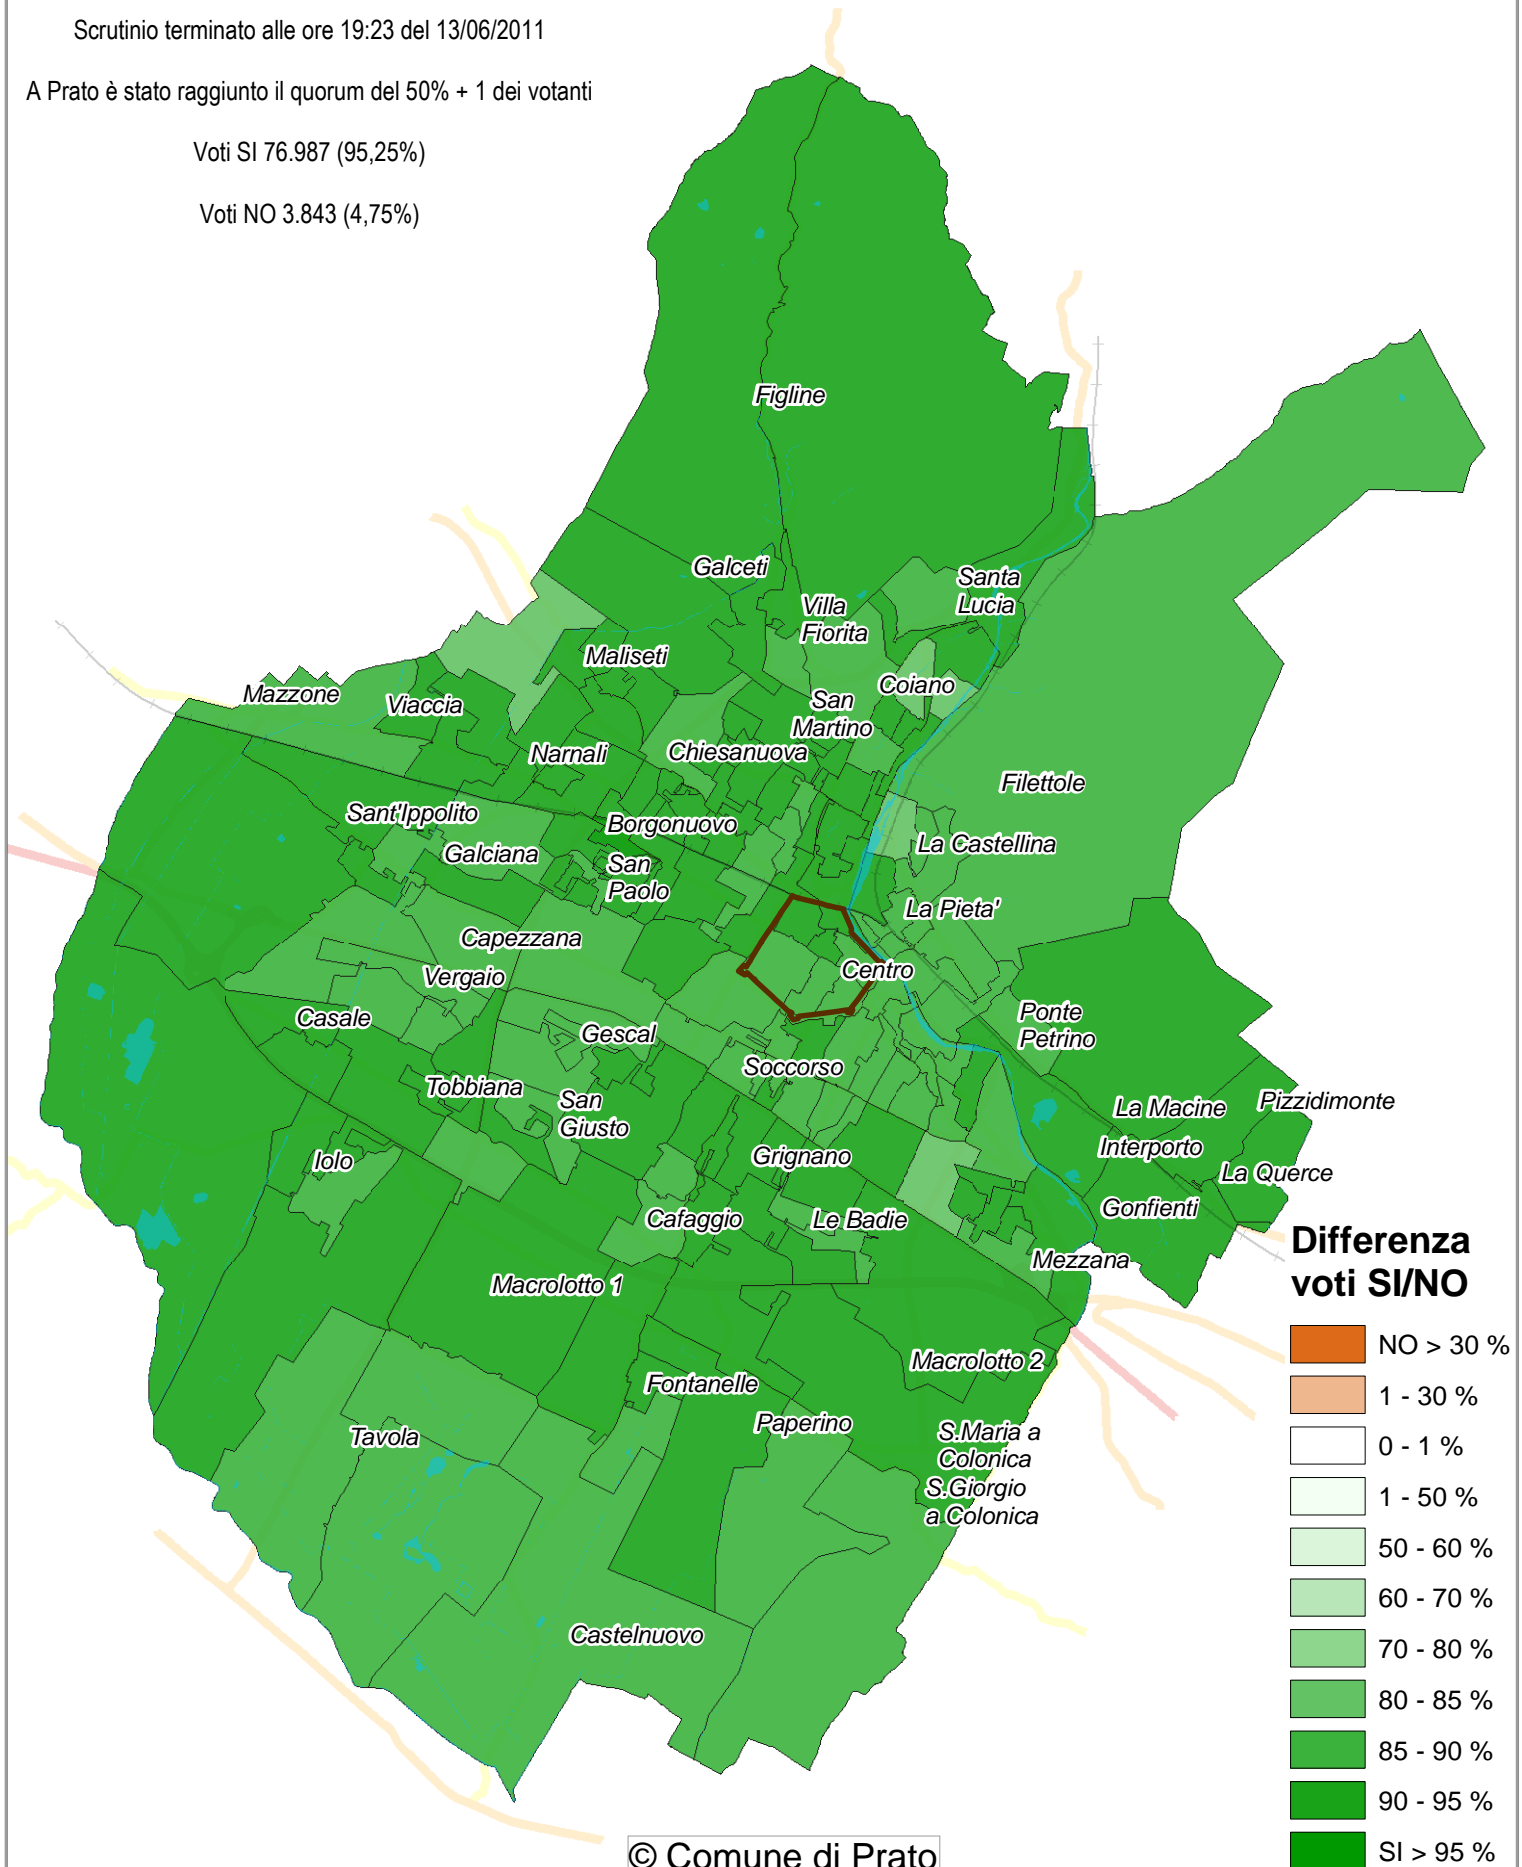 Scrutinio terminato alle ore 19:23 del 13/06/2011
A Prato è stato raggiunto il quorum del 50% + 1 dei votanti
Voti SI 76.987 (95,25%)
Voti NO 3.843 (4,75%)
Figline
Galceti
Santa
Lucia
Villa
Fiorita
Maliseti
Coiano
Mazzone
Viaccia
San
Martino
Narnali
Chiesanuova
Filettole
Sant'Ippolito
Borgonuovo
Galciana
La Castellina
San
Paolo
La Pieta'
Capezzana
Vergaio
Centro
Casale
Gescal
Ponte
Petrino
Soccorso
Tobbiana
San
Giusto
La Macine
Pizzidimonte
Iolo
Grignano
Interporto
La Querce
Cafaggio
Le Badie
Gonfienti
Mezzana
Macrolotto 1
Macrolotto 2
Fontanelle
Paperino
Tavola
S.Maria a
Colonica
S.Giorgio
a Colonica
Castelnuovo
Differenza
voti SI/NO
NO > 30 %
1 - 30 %
0 - 1 %
1 - 50 %
50 - 60 %
60 - 70 %
70 - 80 %
80 - 85 %
85 - 90 %
90 - 95 %
SI > 95 %
© Comune di Prato